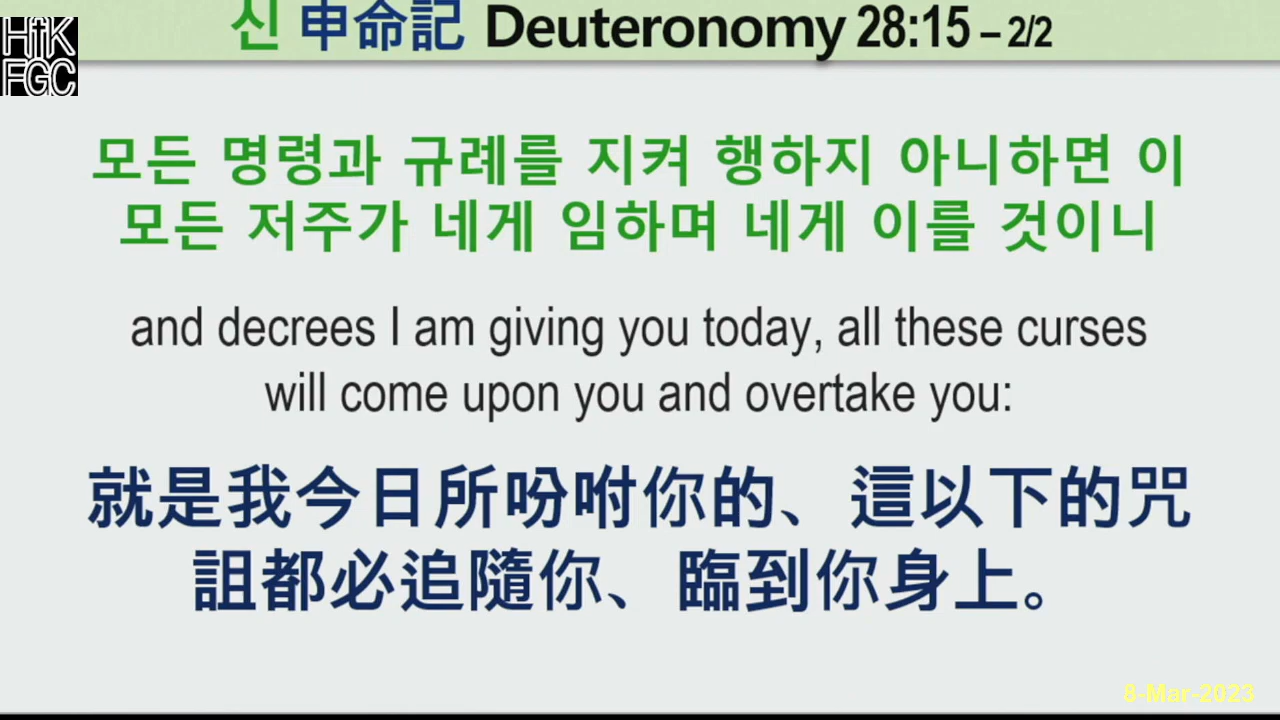 신 申命記 Deuteronomy 28:15 – 2/2
HfK
FGC
모든 명령과 규례를 지켜 행하지 아니하면 이
모든 저주가 네게 임하며 네게 이를 것이니
and decrees I am giving you today, all these curses
will come upon you and overtake you:
就是我今日所吩咐你的、這以下的咒
詛都必追隨你、臨到你身上。
8-Mar-2023